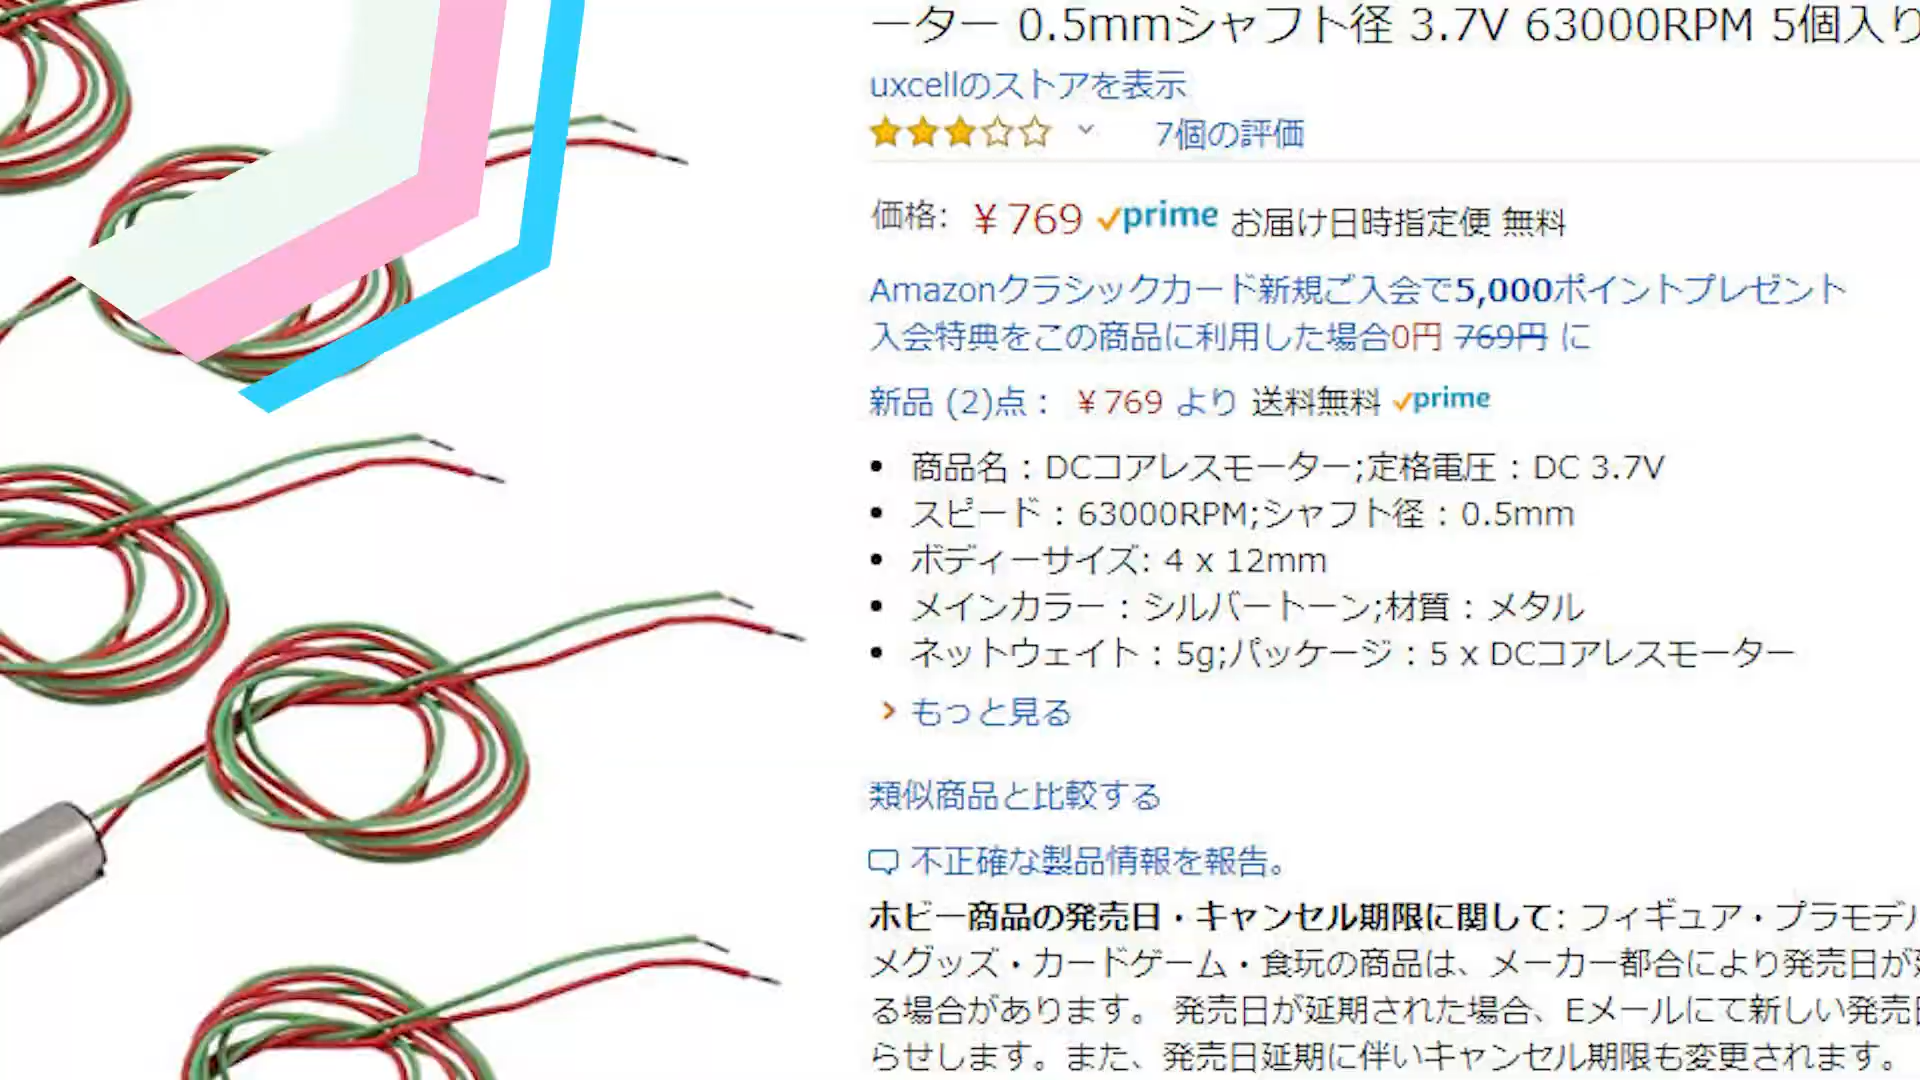 ーター 0.5mmシャフト径 3.7V 63000RPM 5個入り
uxcellのストアを表示
7個の評価
価格: ￥769 prime お届け日時指定便 無料
Amazonクラシックカード新規ご入会で5,000ポイントプレゼント
入会特典をこの商品に利用した場合0円 769円 に
新品 (2)点： ￥769 より 送料無料 prime
• 商品名：DCコアレスモーター;定格電圧：DC 3.7V
• スピード：63000RPM;シャフト径：0.5mm
• ボディーサイズ: 4 x 12mm
• メインカラー：シルバートーン;材質：メタル
• ネットウェイト：5g;パッケージ：5 x DCコアレスモーター
› もっと見る
類似商品と比較する
不正確な製品情報を報告。
ホビー商品の発売日・キャンセル期限に関して: フィギュア・プラモデル
メグッズ・カードゲーム・食玩の商品は、メーカー都合により発売日が
る場合があります。 発売日が延期された場合、Eメールにて新しい発売日
らせします。また、発売日延期に伴いキャンセル期限も変更されます。